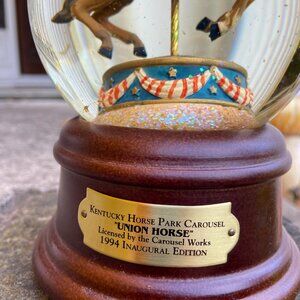 Kentucky Horse Park Carousel
"UNION HORSE"
Licensed by the Carousel Works
1994 Inaugural Edition